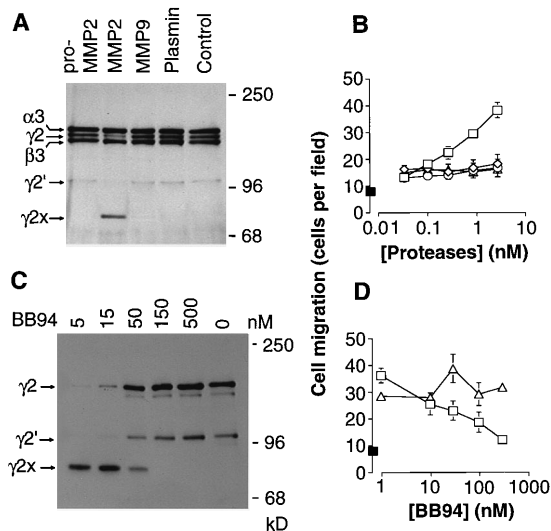 A
pro-
MMP2
MMP2
MMP9
Plasmin
Control
α3
γ2
β3
γ2'
γ2x
- 250
- 96
- 68
B
50
40
30
20
10
0
0.01
0.1
1
10
[Proteases] (nM)
Cell migration (cells per field)
C
BB94
5
15
50
150
500
0
nM
γ2
γ2'
γ2x
- 250
- 96
- 68
kD
D
50
40
30
20
10
0
1
10
100
1000
[BB94] (nM)